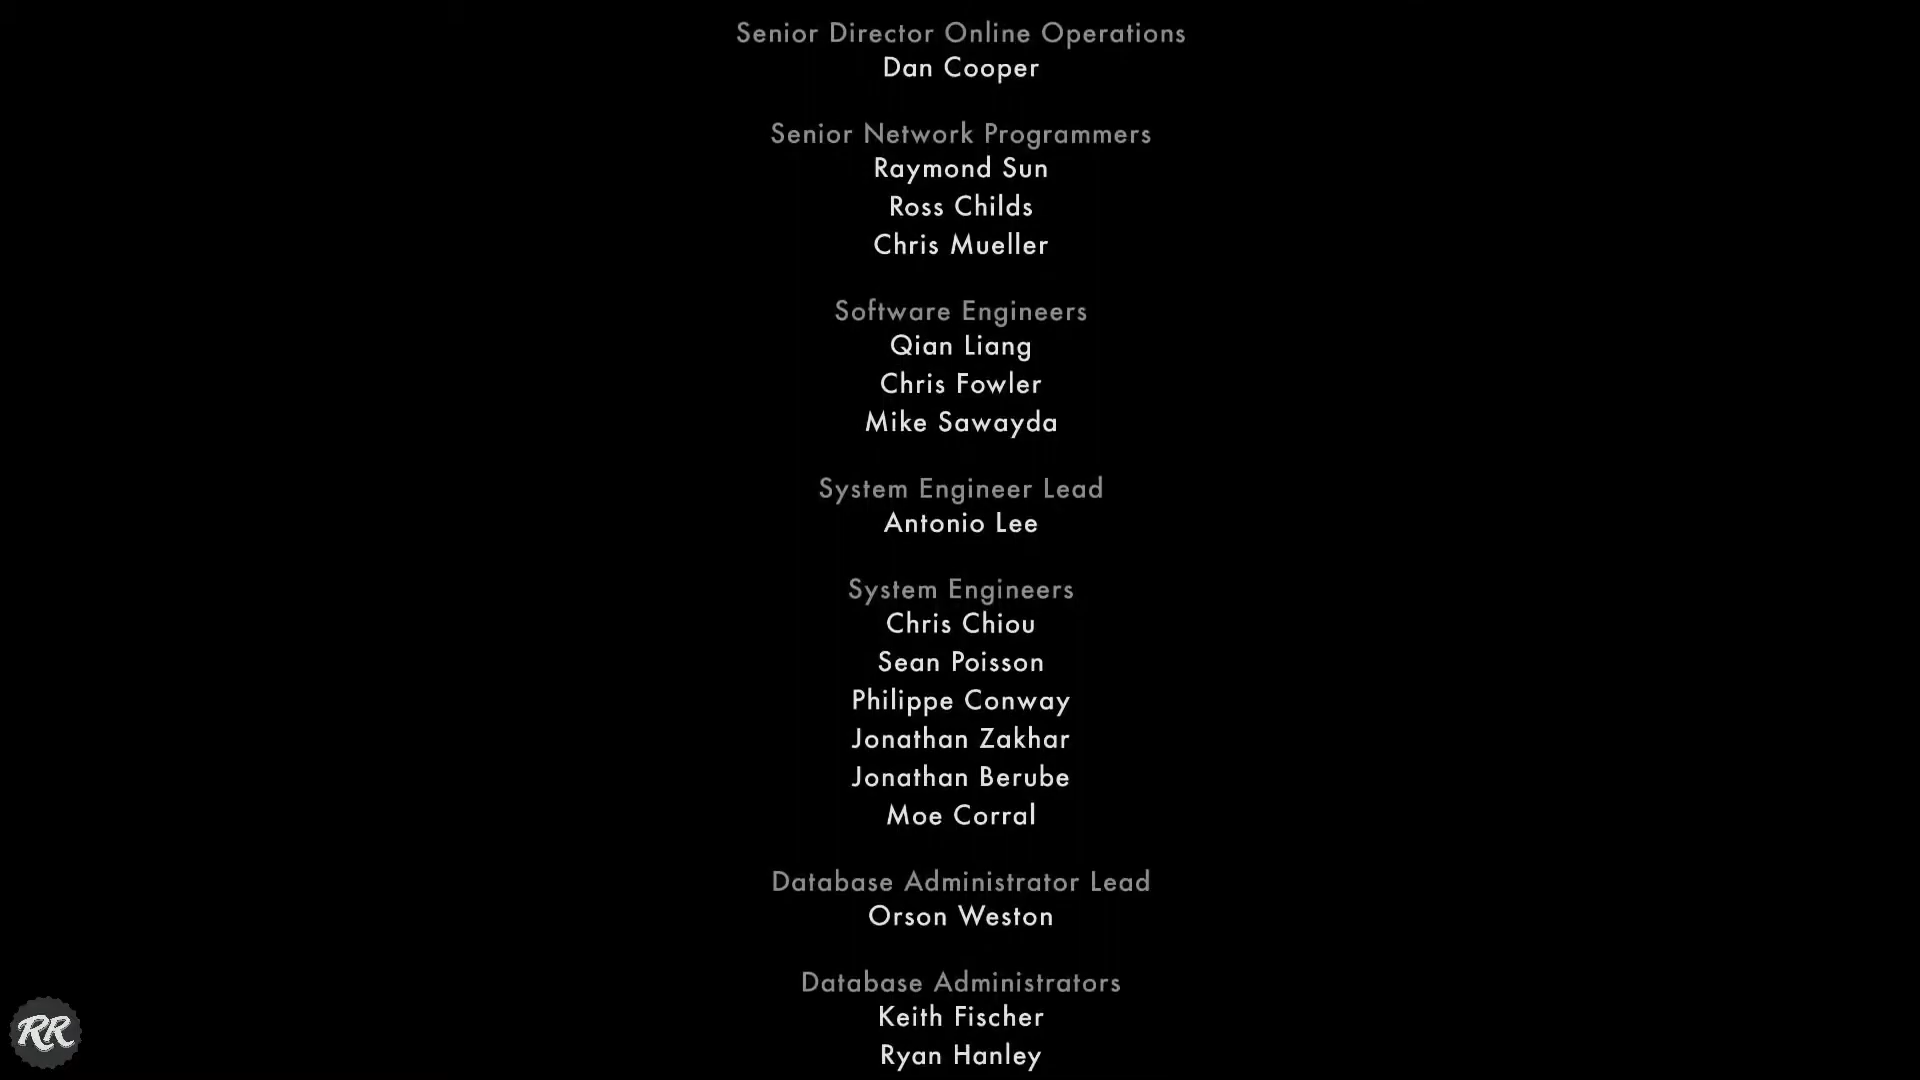 Senior Director Online Operations
Dan Cooper
Senior Network Programmers
Raymond Sun
Ross Childs
Chris Mueller
Software Engineers
Qian Liang
Chris Fowler
Mike Sawayda
System Engineer Lead
Antonio Lee
System Engineers
Chris Chiou
Sean Poisson
Philippe Conway
Jonathan Zakhar
Jonathan Berube
Moe Corral
Database Administrator Lead
Orson Weston
Database Administrators
Keith Fischer
Ryan Hanley
RR